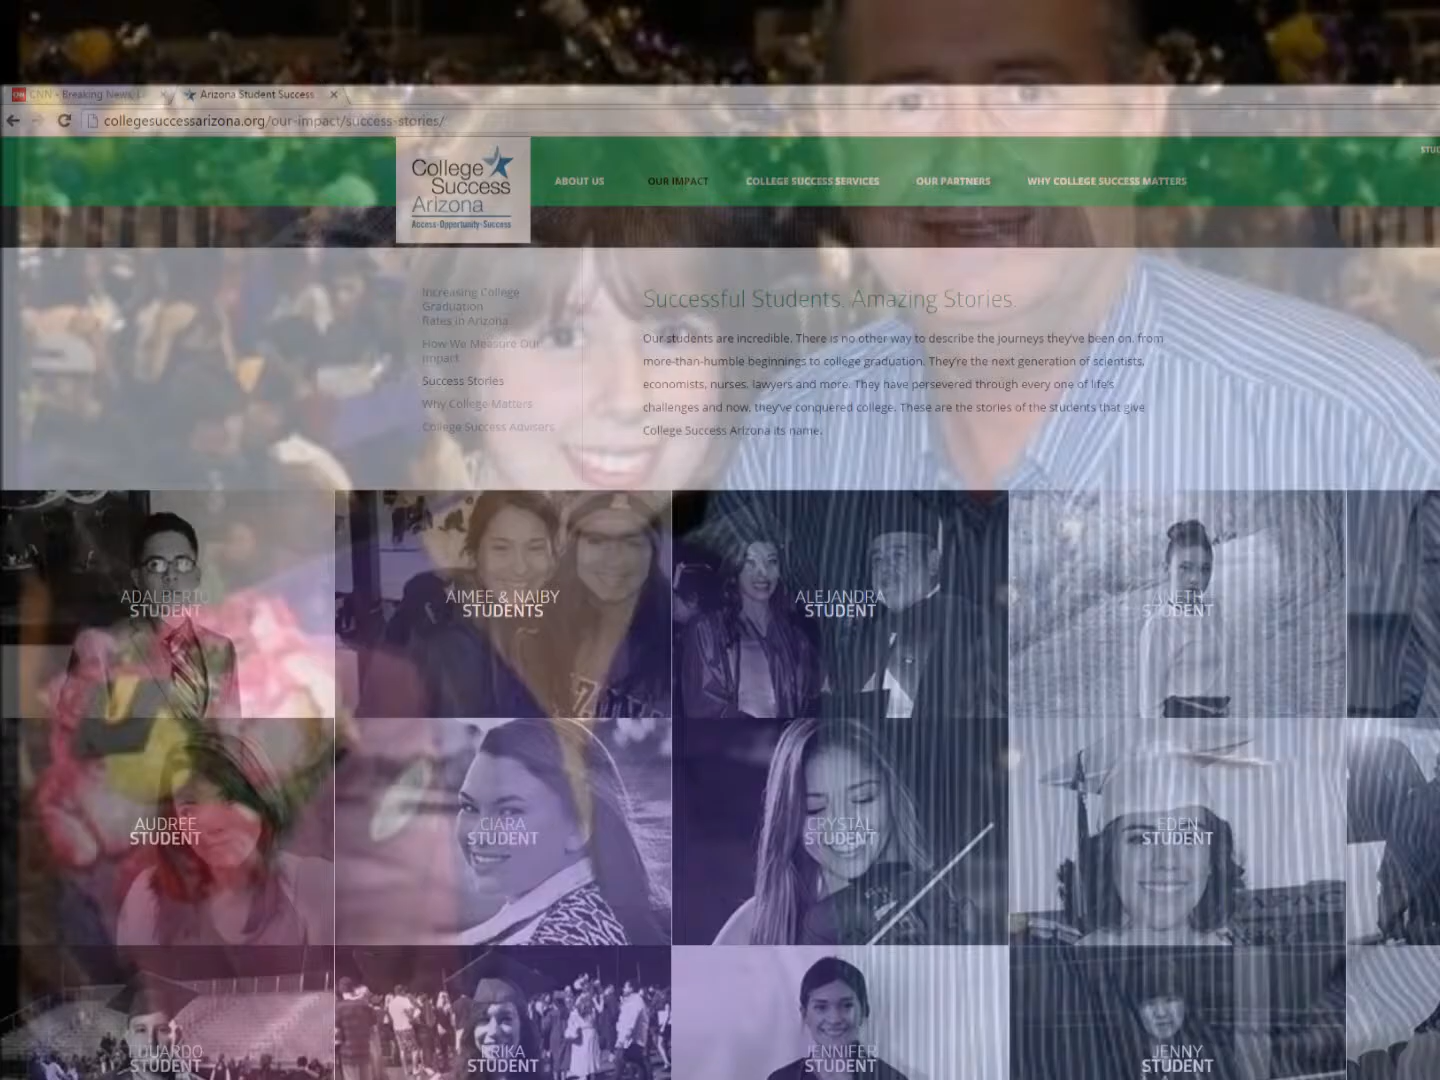 CNN - Breaking News, L
Arizona Student Success
collegesuccessarizona.org/our-impact/success-stories/
STUD
College
Success
Arizona
Access·Opportunity·Success
ABOUT US
OUR IMPACT
COLLEGE SUCCESS SERVICES
OUR PARTNERS
WHY COLLEGE SUCCESS MATTERS
Increasing College
Graduation
Rates in Arizona
How We Measure Our
Impact
Success Stories
Why College Matters
College Success Advisers
Successful Students. Amazing Stories.
Our students are incredible. There is no other way to describe the journeys they've been on, from
more-than-humble beginnings to college graduation. They're the next generation of scientists,
economists, nurses, lawyers and more. They have persevered through every one of life's
challenges and now, they've conquered college. These are the stories of the students that give
College Success Arizona its name.
ADALBERTO
STUDENT
AIMEE & NAIBY
STUDENTS
ALEJANDRA
STUDENT
ANETH
STUDENT
AUDREE
STUDENT
CIARA
STUDENT
CRYSTAL
STUDENT
EDEN
STUDENT
EDUARDO
STUDENT
ERIKA
STUDENT
JENNIFER
STUDENT
JENNY
STUDENT